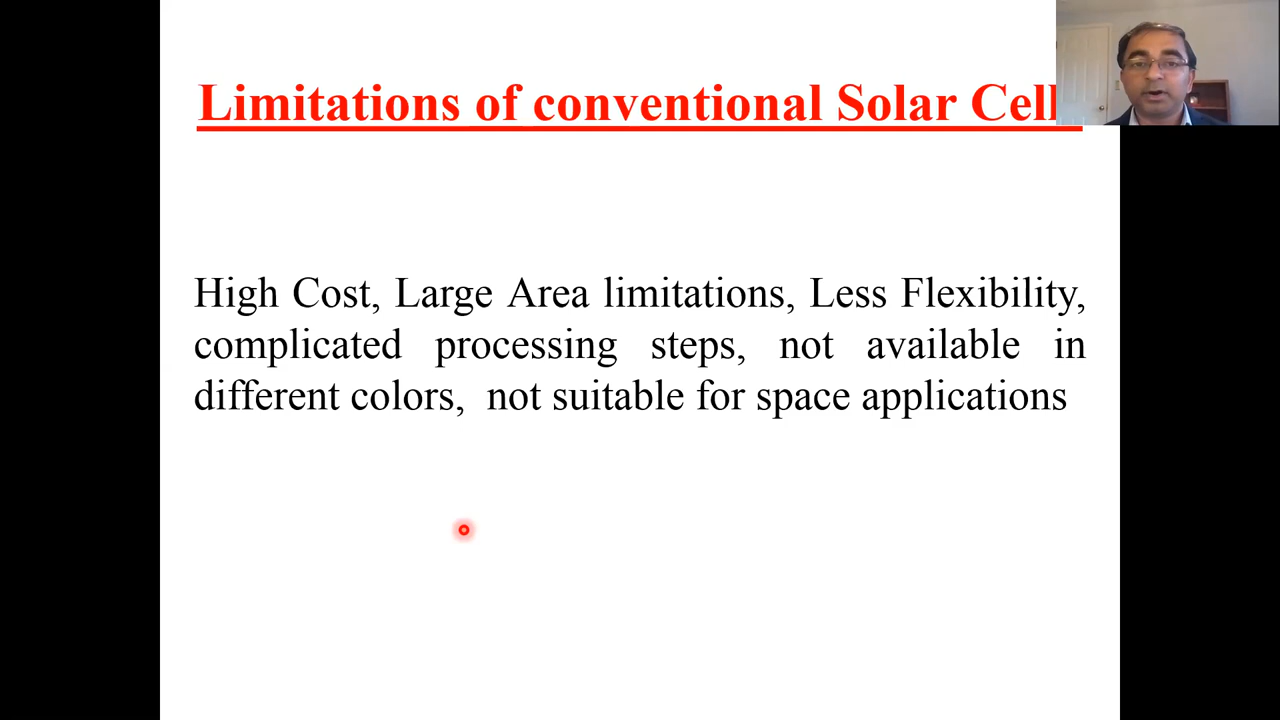 Limitations of conventional Solar Cell
High Cost, Large Area limitations, Less Flexibility,
complicated processing steps, not available in
different colors, not suitable for space applications